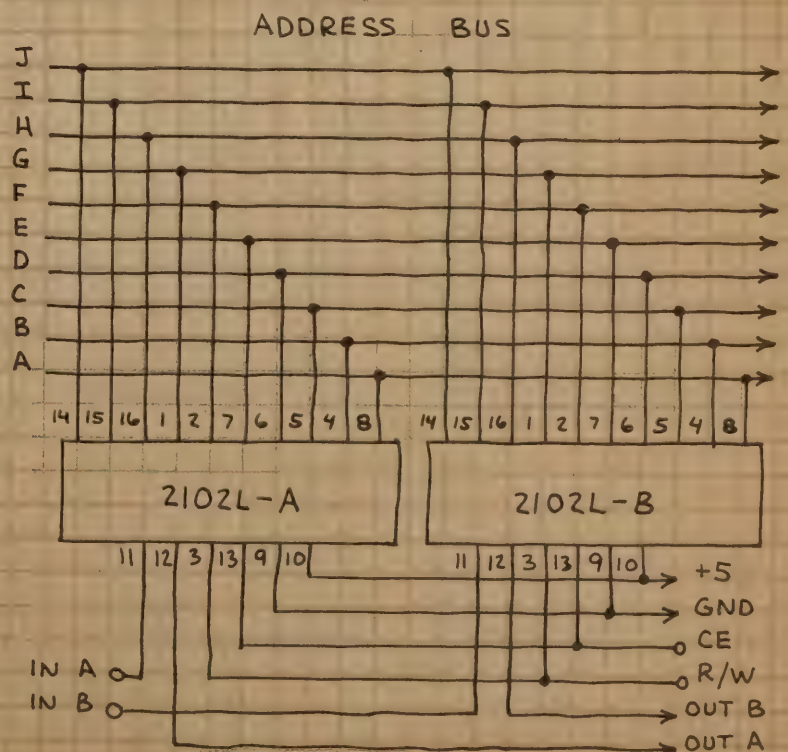 ADDRESS BUS
J
I
H
G
F
E
D
C
B
A
14 15 16 1 2 7 6 5 4 8 14 15 16 1 2 7 6 5 4 8
2102L-A 2102L-B
11 12 3 13 9 10 11 12 3 13 9 10
+5
GND
CE
IN A R/W
IN B OUT B
OUT A